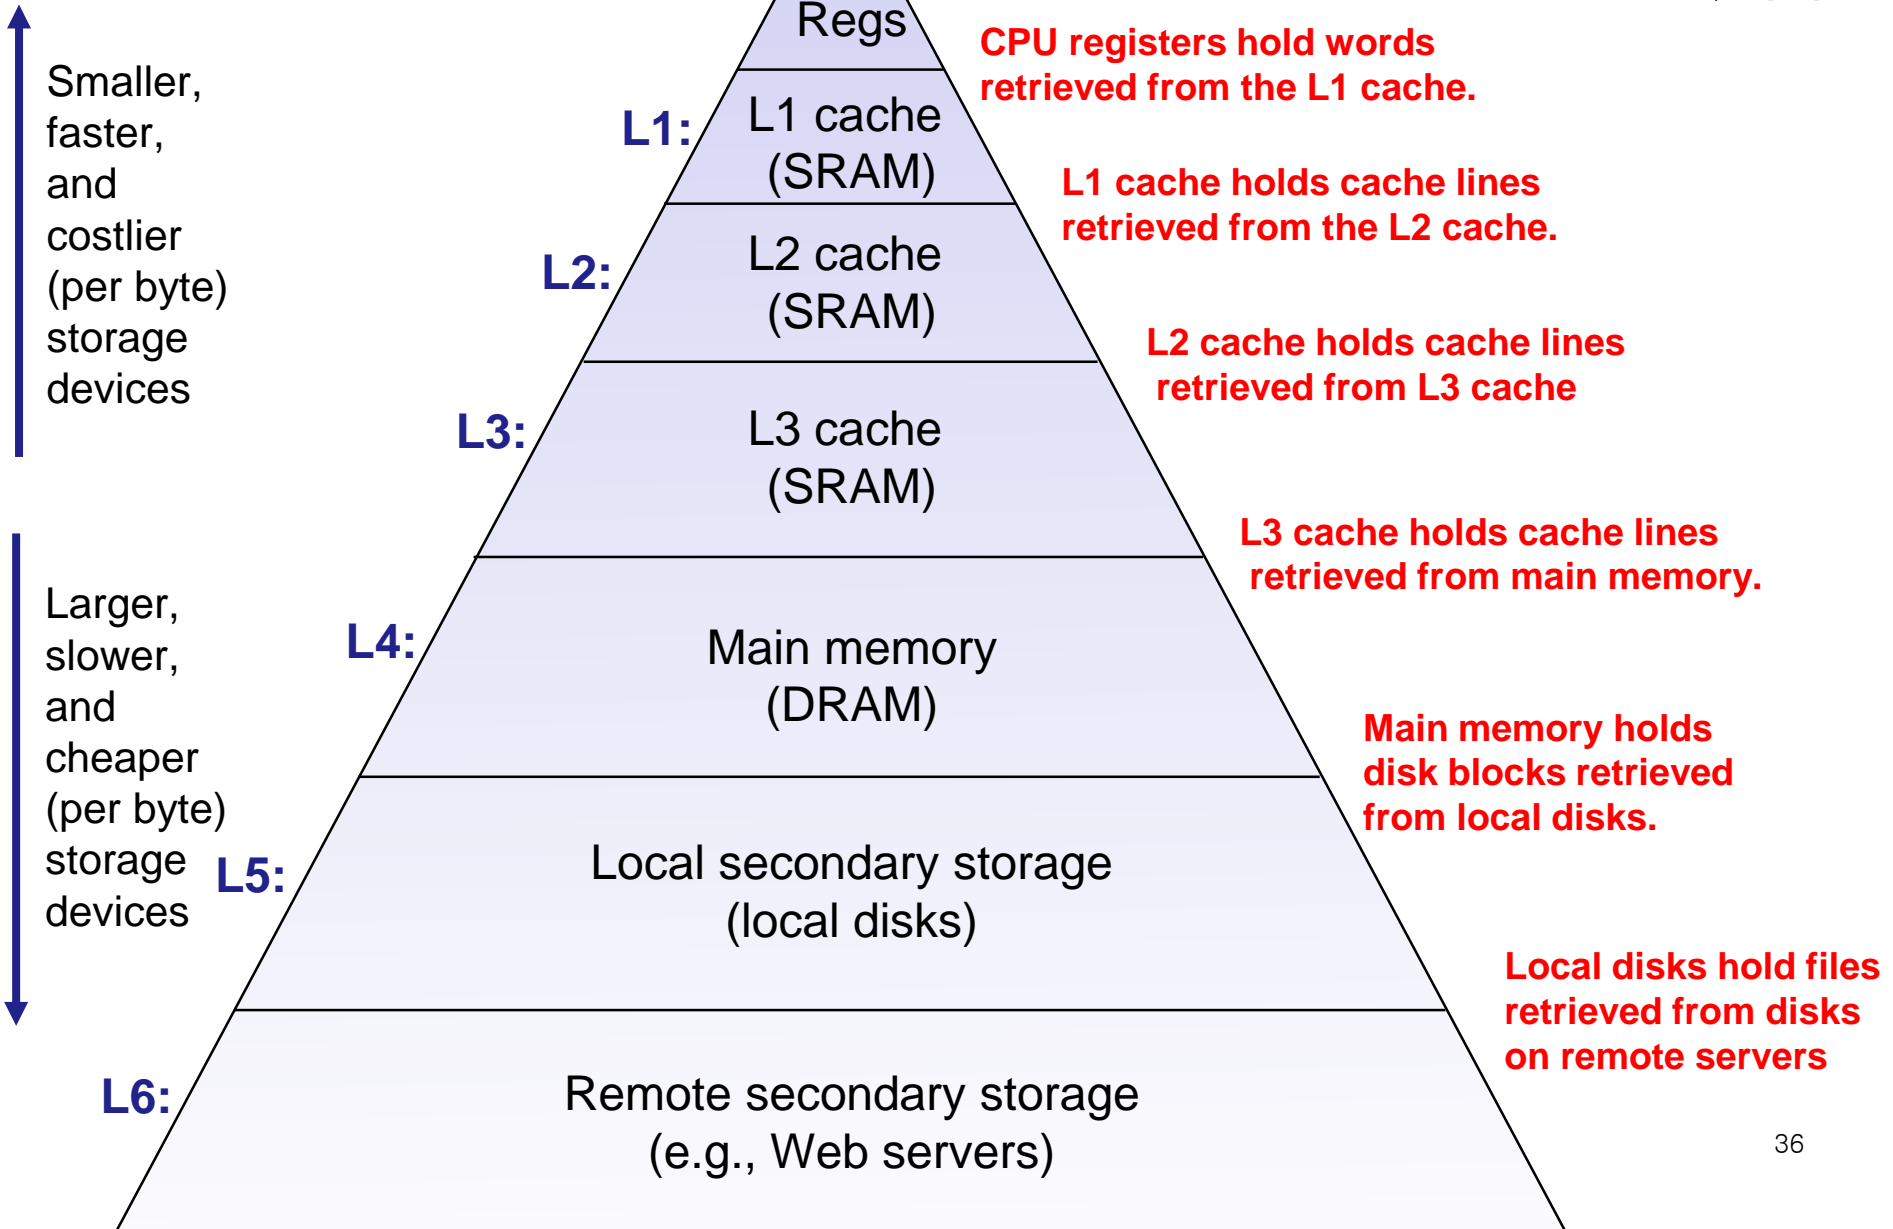 Regs
CPU registers hold words
retrieved from the L1 cache.
Smaller,
faster,
and
costlier
(per byte)
storage
devices
L1:
L1 cache
(SRAM)
L1 cache holds cache lines
retrieved from the L2 cache.
L2:
L2 cache
(SRAM)
L2 cache holds cache lines
retrieved from L3 cache
L3:
L3 cache
(SRAM)
L3 cache holds cache lines
retrieved from main memory.
Larger,
slower,
and
cheaper
(per byte)
storage
devices
L4:
Main memory
(DRAM)
Main memory holds
disk blocks retrieved
from local disks.
L5:
Local secondary storage
(local disks)
Local disks hold files
retrieved from disks
on remote servers
L6:
Remote secondary storage
(e.g., Web servers)
36